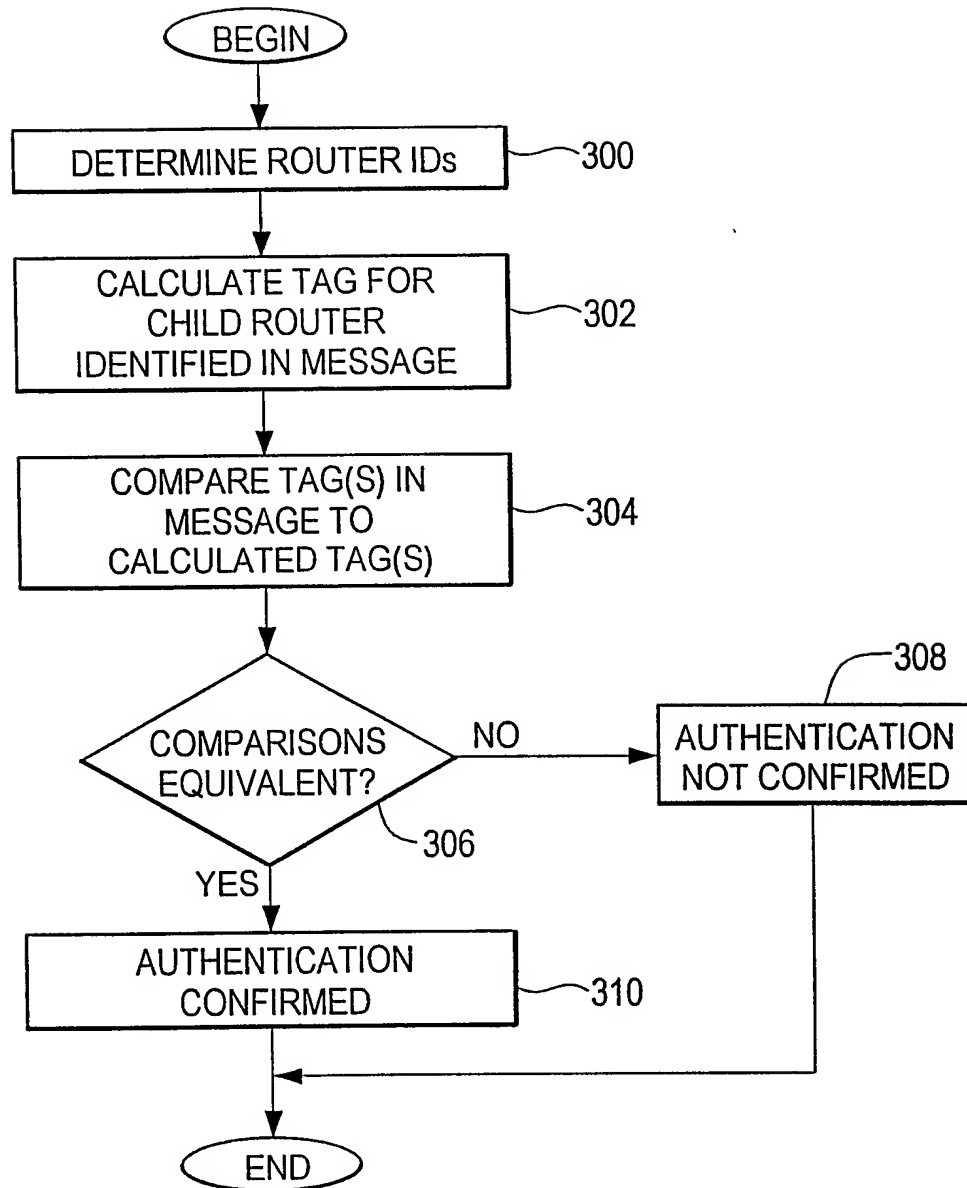 BEGIN
DETERMINE ROUTER IDs
300
CALCULATE TAG FOR
CHILD ROUTER
IDENTIFIED IN MESSAGE
302
COMPARE TAG(S) IN
MESSAGE TO
CALCULATED TAG(S)
304
COMPARISONS
EQUIVALENT?
306
NO
308
AUTHENTICATION
NOT CONFIRMED
YES
AUTHENTICATION
CONFIRMED
310
END